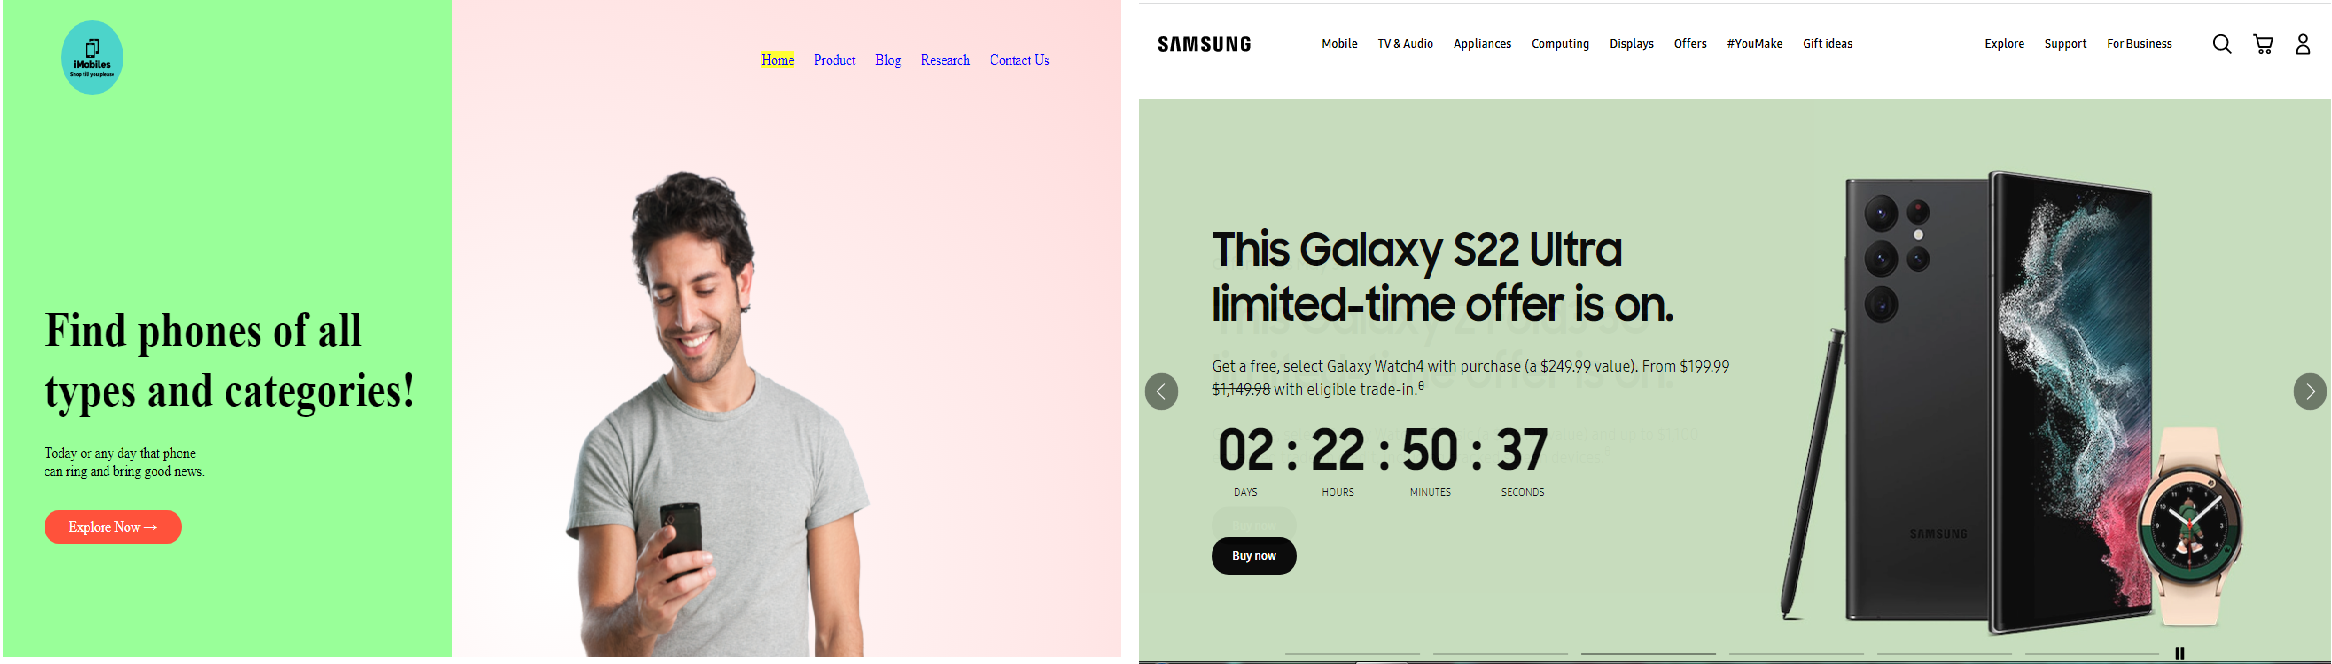 iMobiles
Shop till you please
Home Product Blog Research Contact Us
Find phones of all
types and categories!
Today or any day that phone
can ring and bring good news.
Explore Now →
SAMSUNG Mobile TV & Audio Appliances Computing Displays Offers #YouMake Gift ideas Explore Support For Business
This Galaxy S22 Ultra
limited-time offer is on.
Get a free, select Galaxy Watch4 with purchase (a $249.99 value). From $199.99
$1,149.98 with eligible trade-in.6
02 : 22 : 50 : 37
DAYS HOURS MINUTES SECONDS
Buy now
Buy now
SAMSUNG